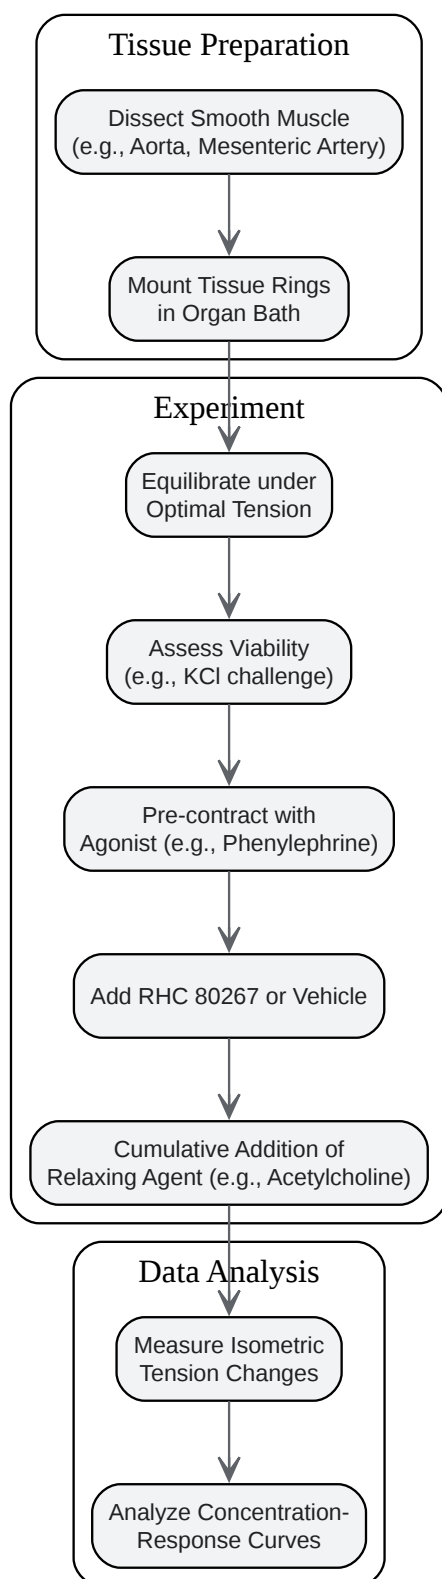 Tissue Preparation
Dissect Smooth Muscle
(e.g., Aorta, Mesenteric Artery)
Mount Tissue Rings
in Organ Bath
Experiment
Equilibrate under
Optimal Tension
Assess Viability
(e.g., KCl challenge)
Pre-contract with
Agonist (e.g., Phenylephrine)
Add RHC 80267 or Vehicle
Cumulative Addition of
Relaxing Agent (e.g., Acetylcholine)
Data Analysis
Measure Isometric
Tension Changes
Analyze Concentration-
Response Curves